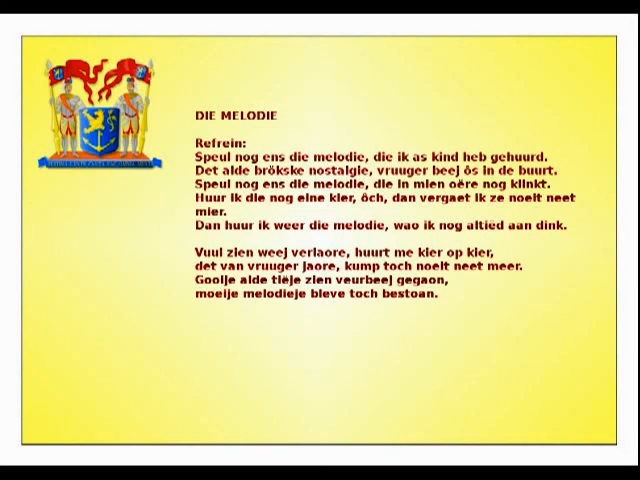 DIE MELODIE
Refrein:
Speul nog ens die melodie, die ik as kind heb gehuurd.
Det alde brökske nostalgie, vruuger beej ôs in de buurt.
Speul nog ens die melodie, die in mien oëre nog klinkt.
Huur ik die nog eine kier, ôch, dan vergaet ik ze noeit neet
mier.
Dan huur ik weer die melodie, wao ik nog altiëd aan dink.
Vuul zien weej verlaore, huurt me kier op kier,
det van vruuger jaore, kump toch noeit neet meer.
Gooije alde tiëje zien veurbeej gegaon,
moeije melodieje bleve toch bestoan.